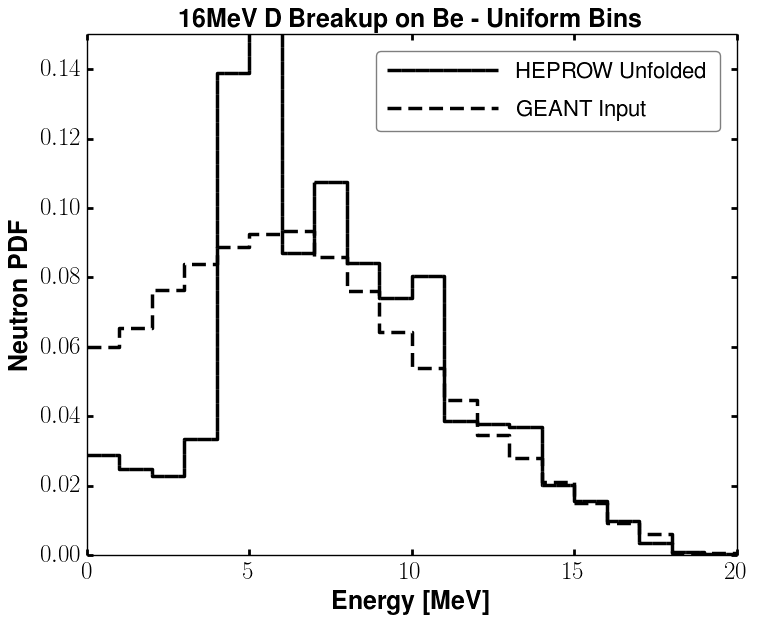 16MeV D Breakup on Be - Uniform Bins
HEPROW Unfolded
GEANT Input
Neutron PDF
0.14
0.12
0.10
0.08
0.06
0.04
0.02
0.00
0 5 10 15 20
Energy [MeV]